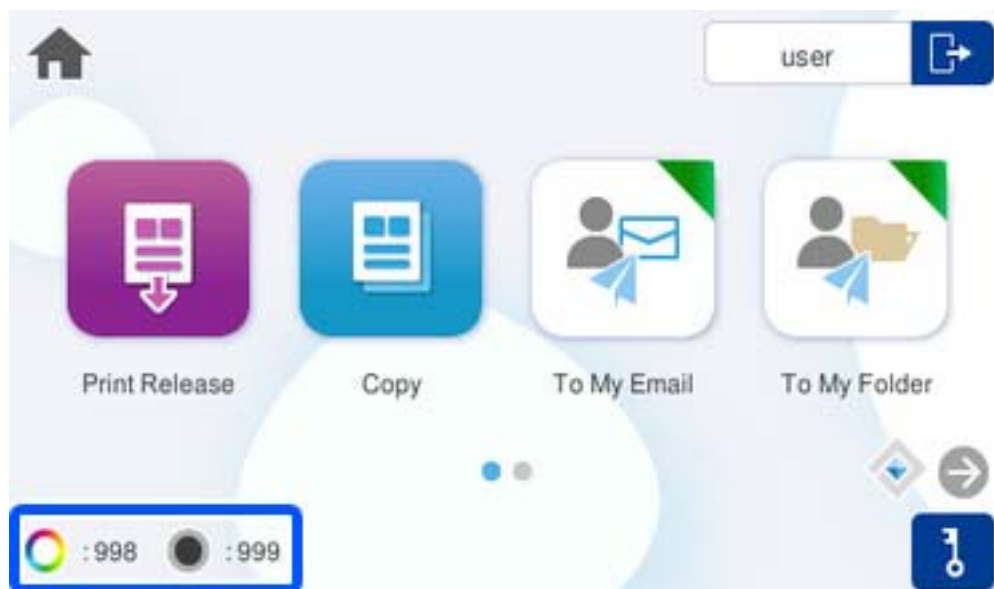 user
Print Release
Copy
To My Email
To My Folder
:998
:999